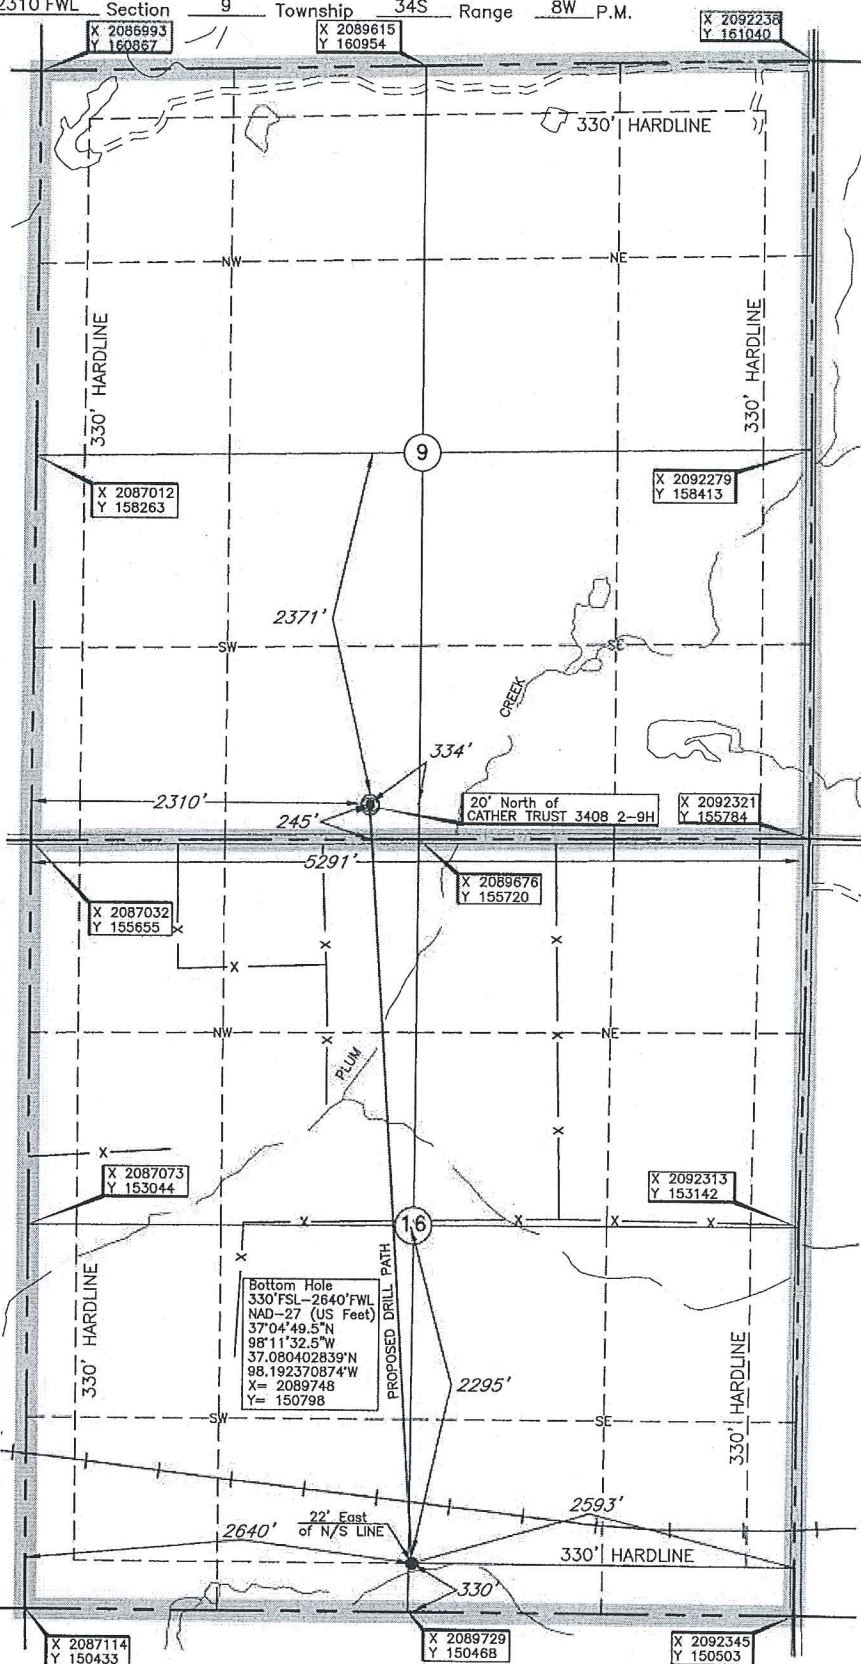 2310 FWL Section 9 Township 34S Range 8W P.M.
X 2086993
Y 160867
X 2089615
Y 160954
X 2092238
Y 161040
330' HARDLINE
NW
NE
330' HARDLINE
330' HARDLINE
9
X 2087012
Y 158263
X 2092279
Y 158413
2371'
SW
SE
CREEK
334'
2310'
20' North of
CATHER TRUST 3408 2-9H
X 2092321
Y 155784
245'
5291'
X 2087032
Y 155655
X 2089676
Y 155720
X
X
X
X
NW
X
X
NE
PLUM
X
X
X 2087073
Y 153044
X 2092313
Y 153142
X
16
X
X
X
X
330' HARDLINE
Bottom Hole
330'FSL-2640'FWL
NAD-27 (US Feet)
37°04'49.5"N
98°11'32.5"W
37.080402839°N
98.192370874°W
X= 2089748
Y= 150798
PROPOSED DRILL PATH
2295'
330' HARDLINE
SW
SE
2640'
22' East
of N/S LINE
2593'
330' HARDLINE
330'
X 2087114
Y 150433
X 2089729
Y 150468
X 2092345
Y 150503